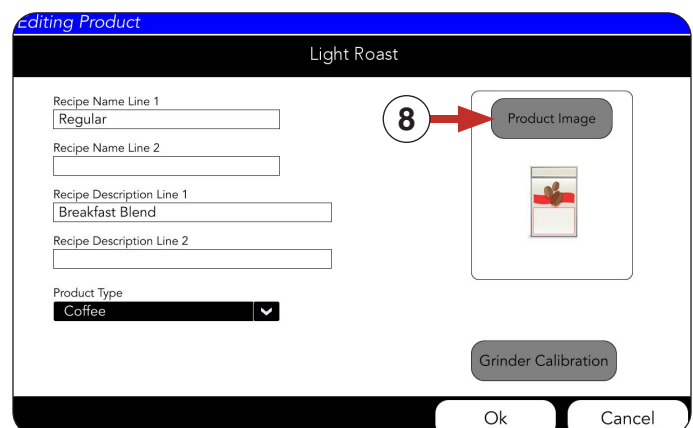 Editing Product
Light Roast
Recipe Name Line 1
Regular
Recipe Name Line 2
Recipe Description Line 1
Breakfast Blend
Recipe Description Line 2
Product Type
Coffee
8
Product Image
Grinder Calibration
Ok
Cancel